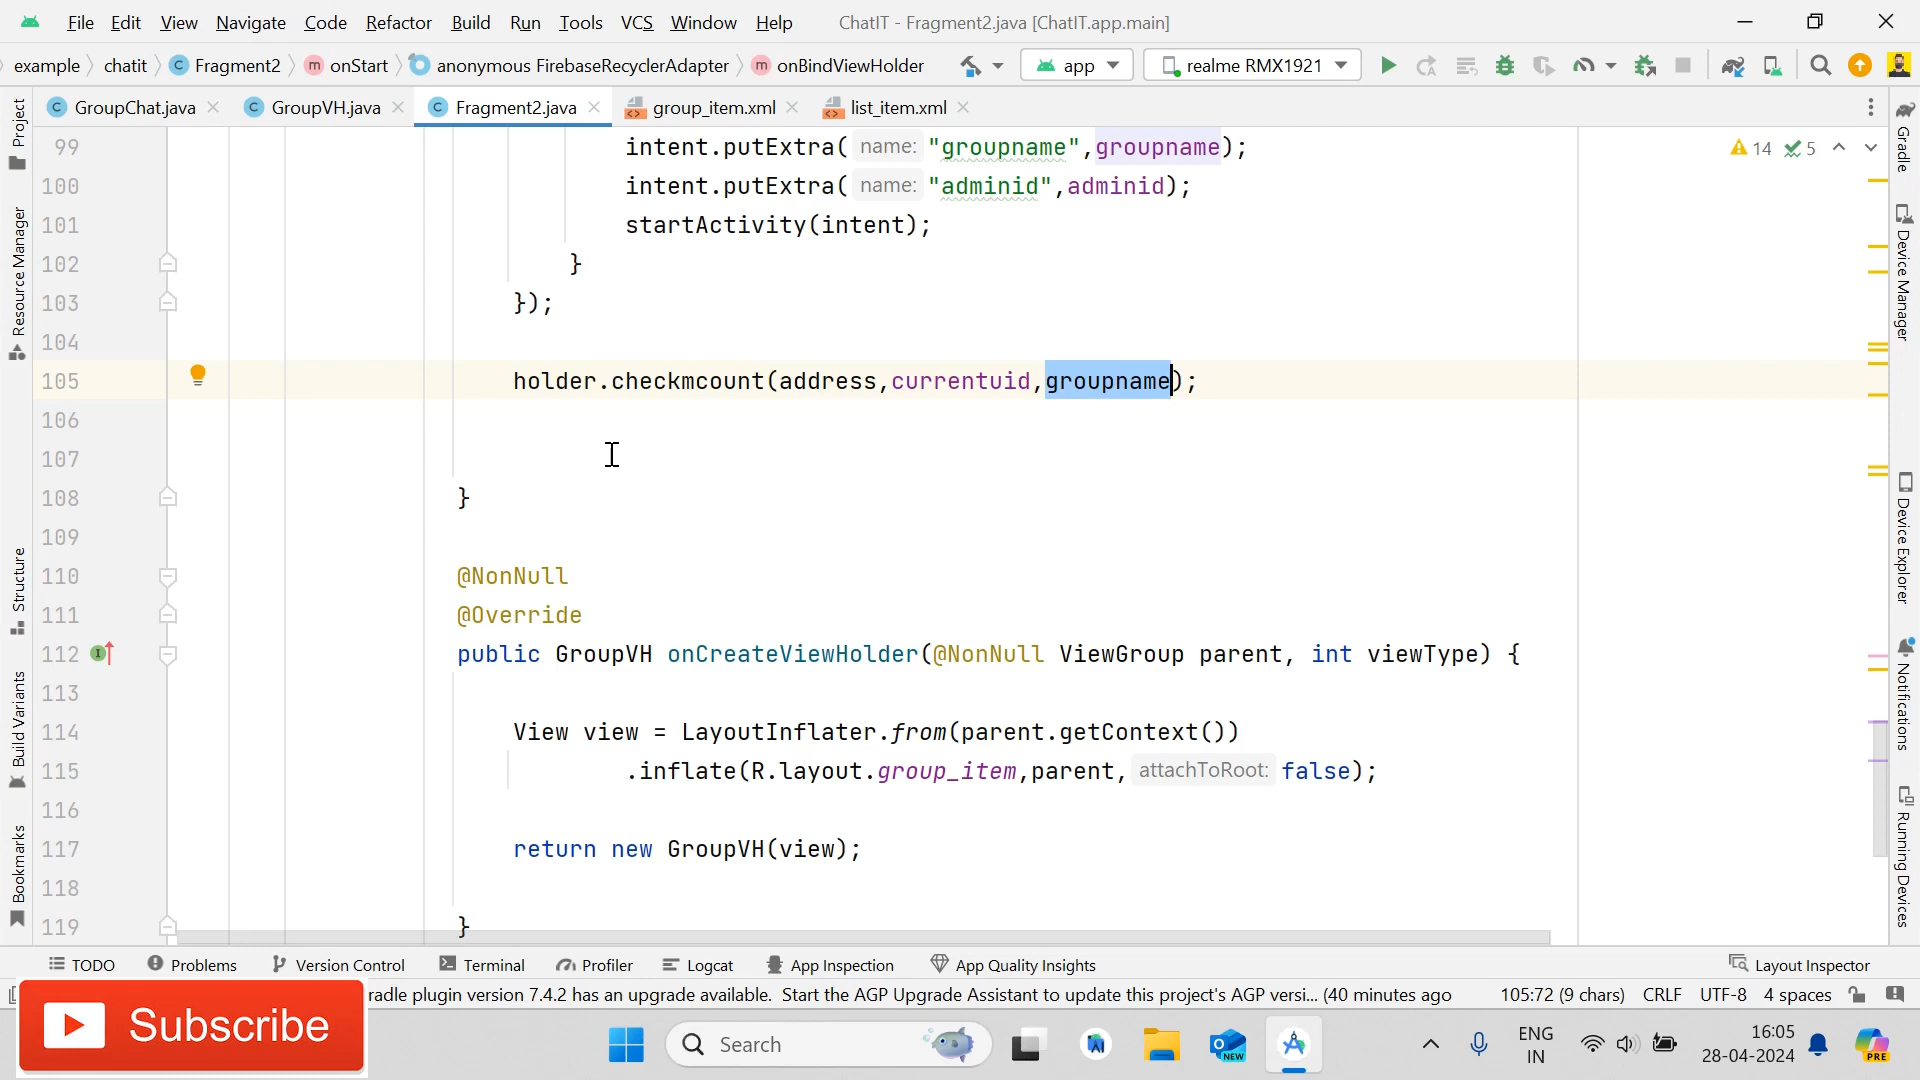 File Edit View Navigate Code Refactor Build Run Tools VCS Window Help ChatIT - Fragment2.java [ChatIT.app.main]
example chatit Fragment2 onStart anonymous FirebaseRecyclerAdapter onBindViewHolder app realme RMX1921
GroupChat.java GroupVH.java Fragment2.java group_item.xml list_item.xml
99 intent.putExtra( name: "groupname",groupname); 14 5
100 intent.putExtra( name: "adminid",adminid);
101 startActivity(intent);
102 }
103 });
104
105 holder.checkmcount(address,currentuid,groupname);
106
107
108 }
109
110 @NonNull
111 @Override
112 public GroupVH onCreateViewHolder(@NonNull ViewGroup parent, int viewType) {
113
114 View view = LayoutInflater.from(parent.getContext())
115 .inflate(R.layout.group_item,parent, attachToRoot: false);
116
117 return new GroupVH(view);
118
119 }
Project
Resource Manager
Structure
Build Variants
Bookmarks
Gradle
Device Manager
Device Explorer
Notifications
Running Devices
TODO Problems Version Control Terminal Profiler Logcat App Inspection App Quality Insights Layout Inspector
radle plugin version 7.4.2 has an upgrade available. Start the AGP Upgrade Assistant to update this project's AGP versi... (40 minutes ago 105:72 (9 chars) CRLF UTF-8 4 spaces
Subscribe
Search
NEW
ENG
IN
16:05
28-04-2024
PRE